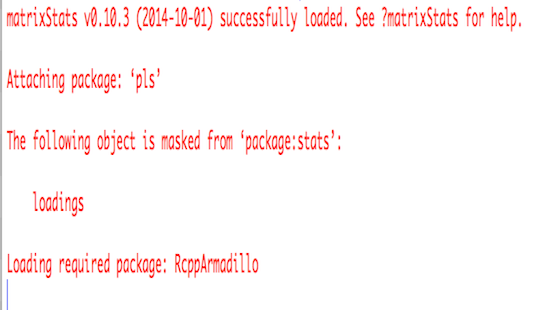 matrixStats v0.10.3 (2014-10-01) successfully loaded. See ?matrixStats for help.
Attaching package: ‘pls’
The following object is masked from ‘package:stats’:
loadings
Loading required package: RcppArmadillo